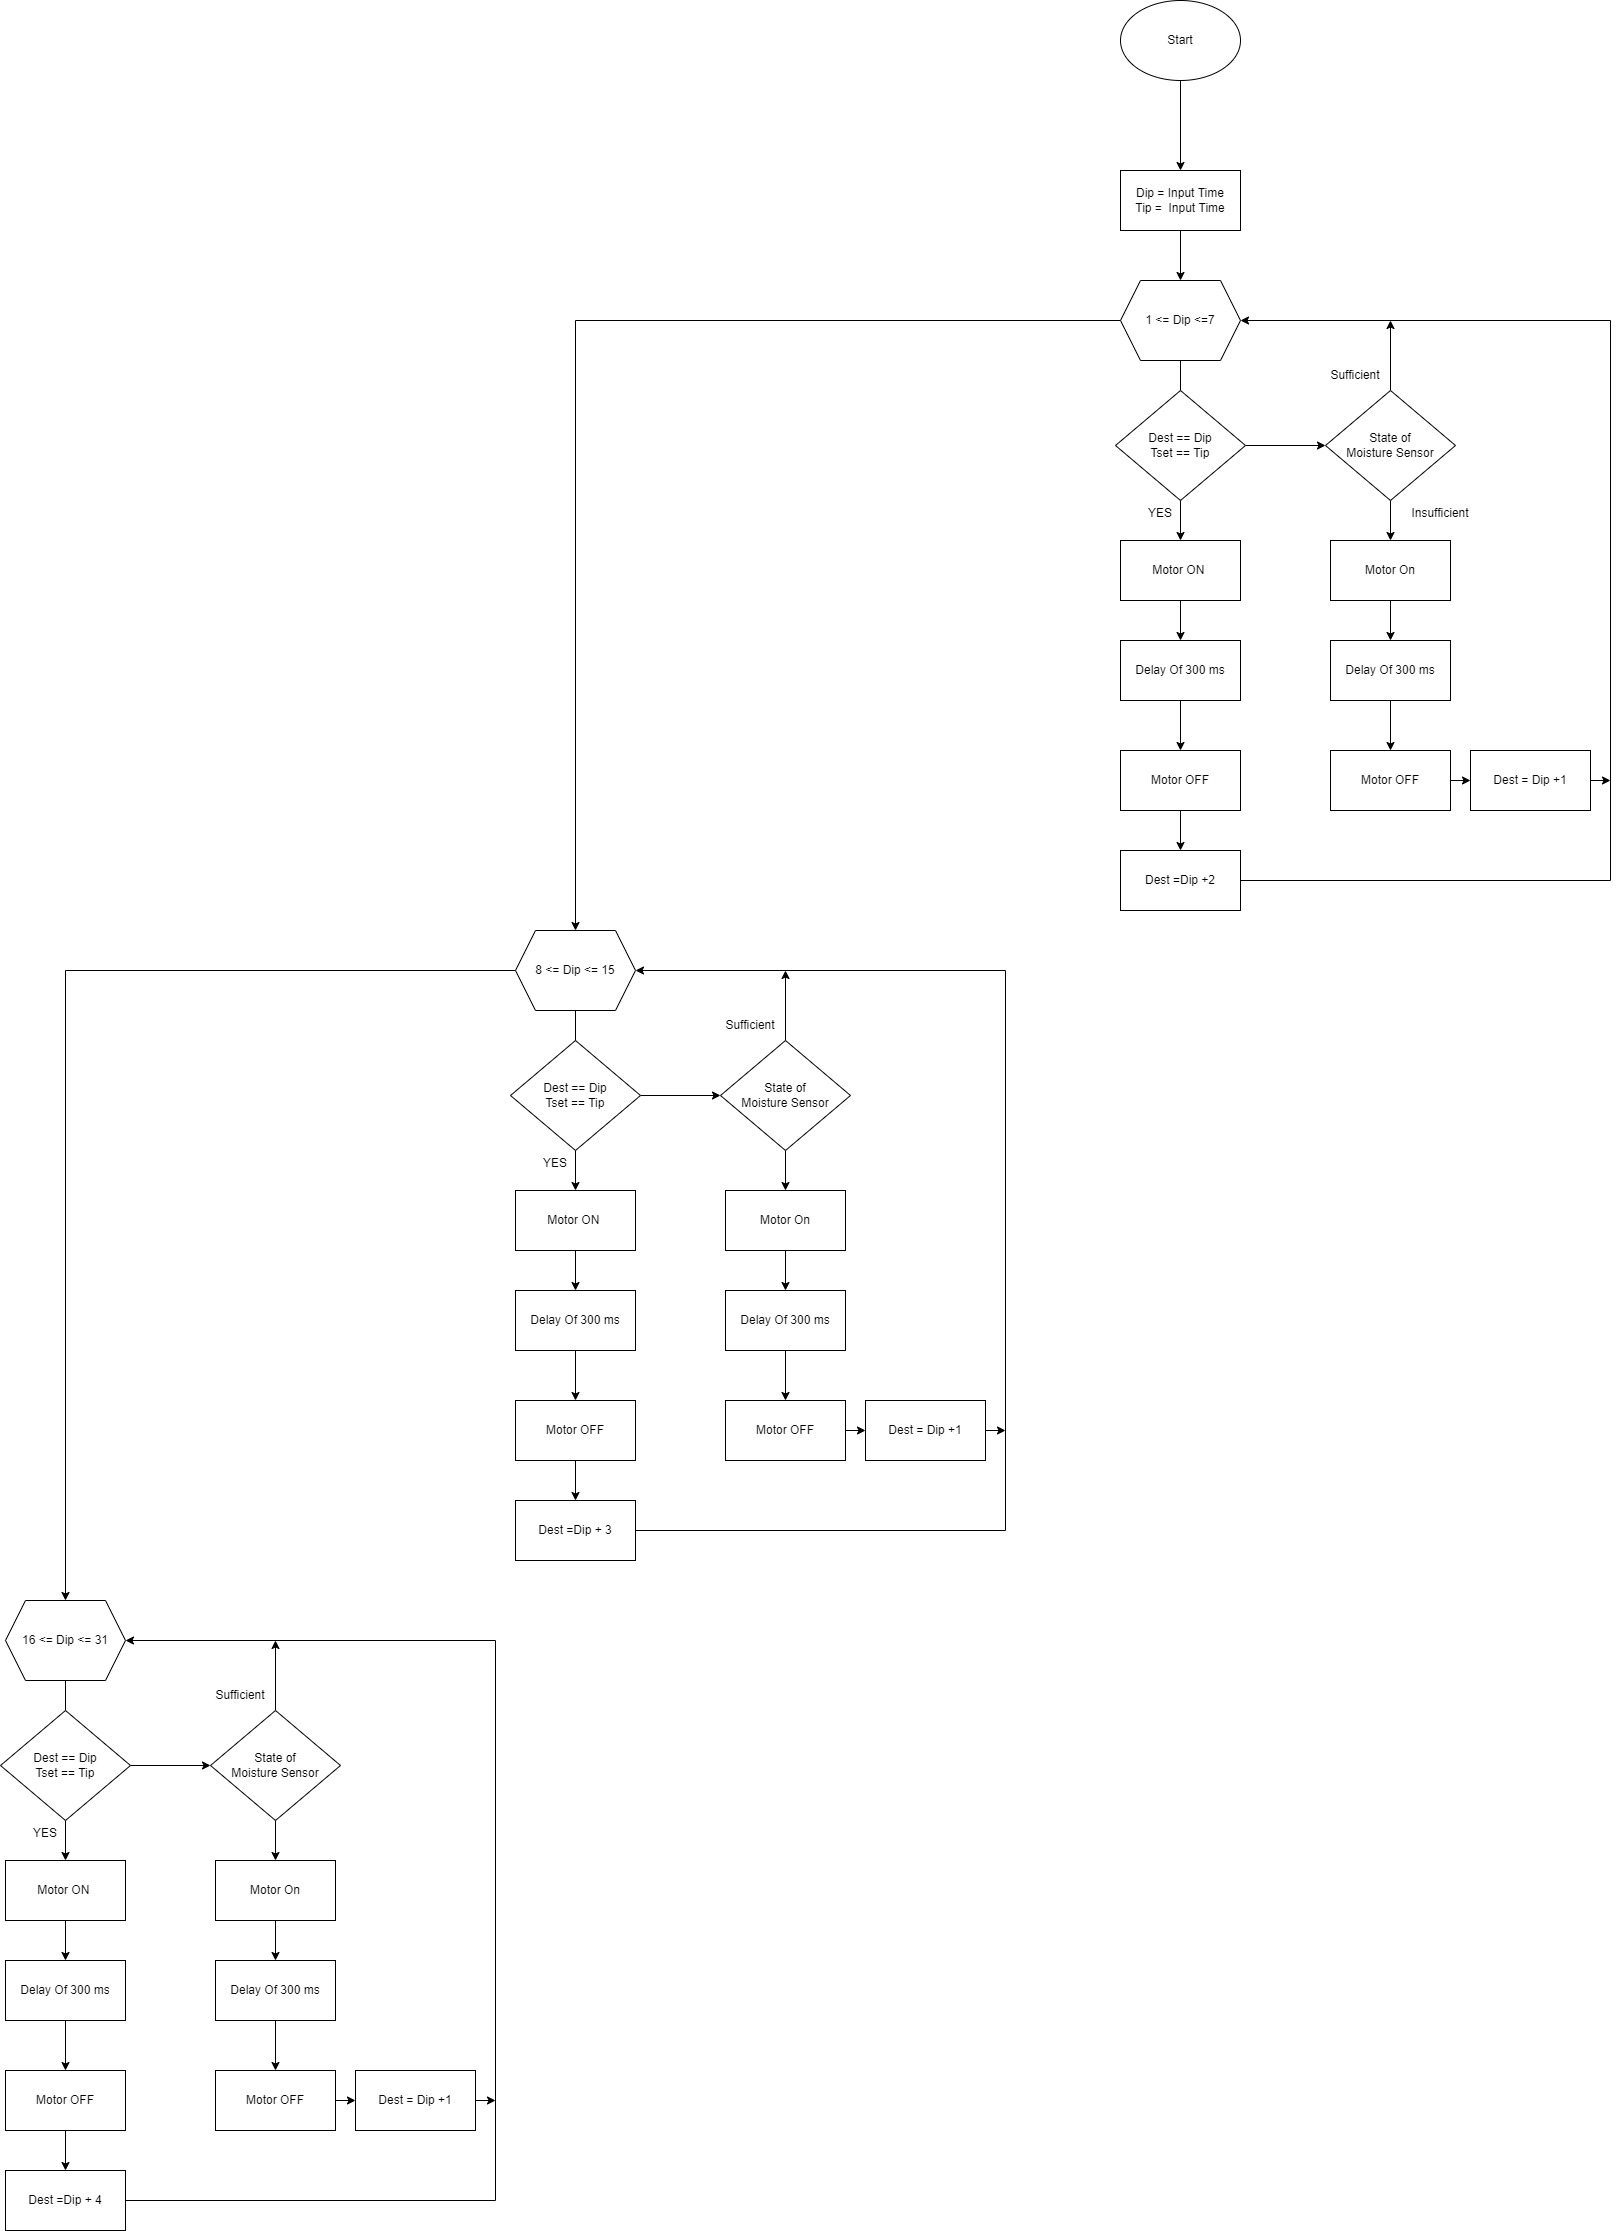 Start
Dip = Input Time
Tip = Input Time
1 <= Dip <=7
Sufficient
Dest == Dip
Tset == Tip
State of
Moisture Sensor
YES
Insufficient
Motor ON
Motor On
Delay Of 300 ms
Delay Of 300 ms
Motor OFF
Motor OFF
Dest = Dip +1
Dest =Dip +2
8 <= Dip <= 15
Sufficient
Dest == Dip
Tset == Tip
State of
Moisture Sensor
YES
Motor ON
Motor On
Delay Of 300 ms
Delay Of 300 ms
Motor OFF
Motor OFF
Dest = Dip +1
Dest =Dip + 3
16 <= Dip <= 31
Sufficient
Dest == Dip
Tset == Tip
State of
Moisture Sensor
YES
Motor ON
Motor On
Delay Of 300 ms
Delay Of 300 ms
Motor OFF
Motor OFF
Dest = Dip +1
Dest =Dip + 4